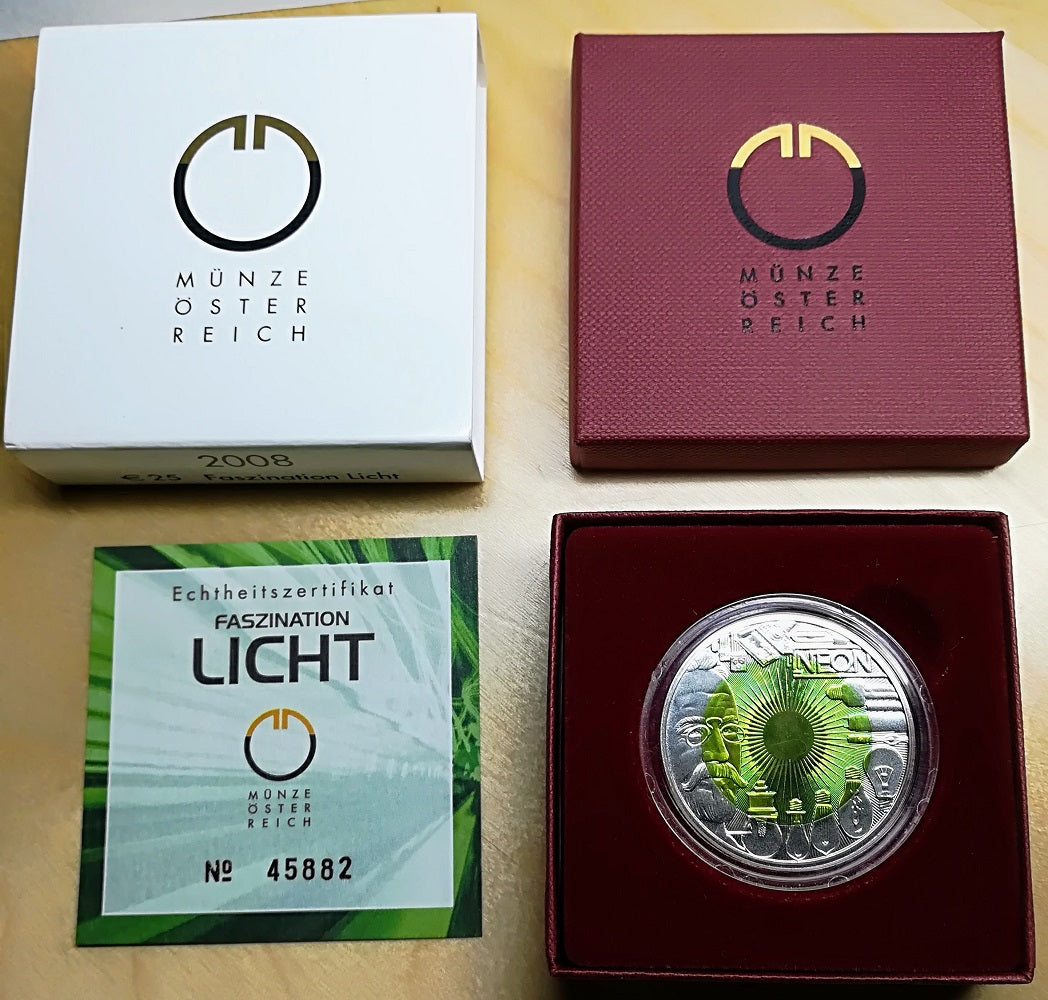 MÜNZE
ÖSTER
REICH
2008
€ 25 Faszination Licht
MÜNZE
ÖSTER
REICH
Echtheitszertifikat
FASZINATION
LICHT
MÜNZE
ÖSTER
REICH
Nº 45882
NEON